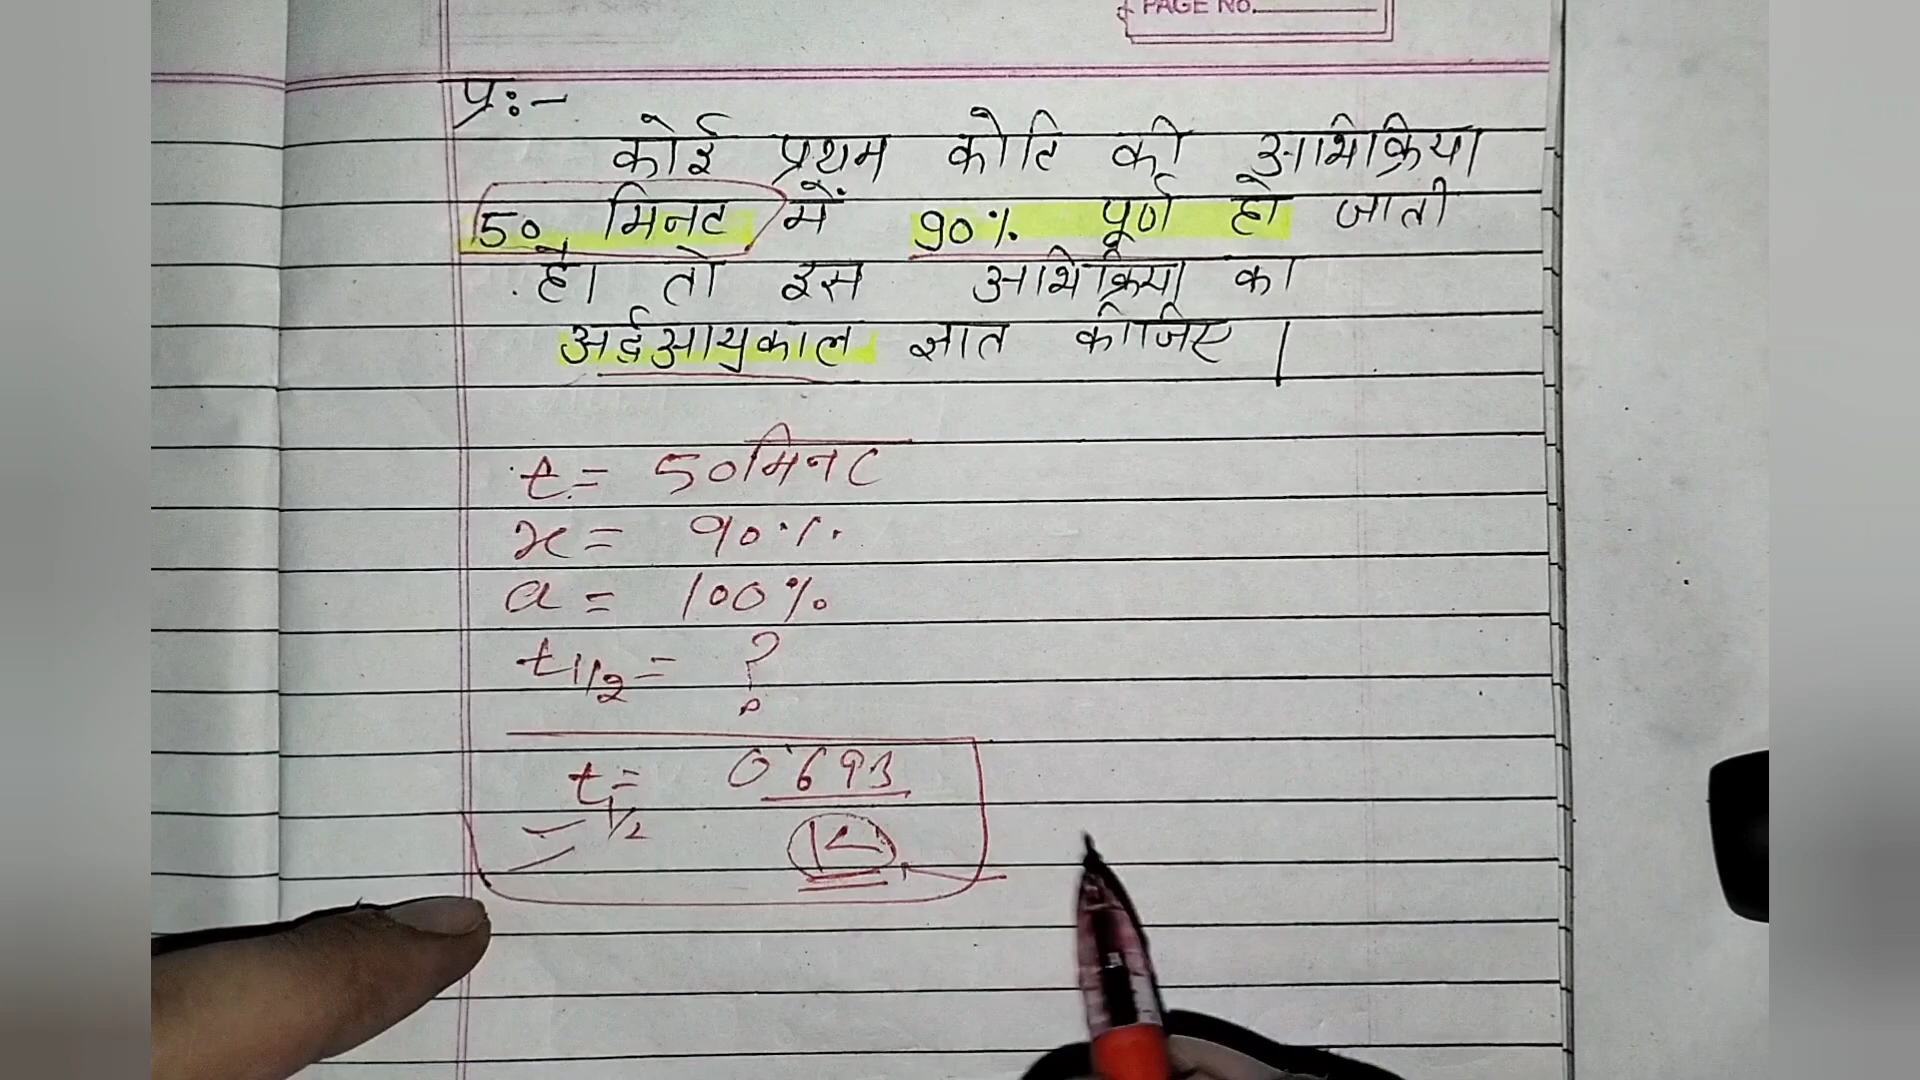 PAGE NO.
प्र:-
कोई प्रथम कोटि की अभिक्रिया
50 मिनट में 90% पूर्ण हो जाती
है। तो इस अभिक्रिया का
अर्द्धआयुकाल ज्ञात कीजिए।
t = 50 मिनट
x = 90%
a = 100%
t1/2 = ?
t1/2 = 0.693
K